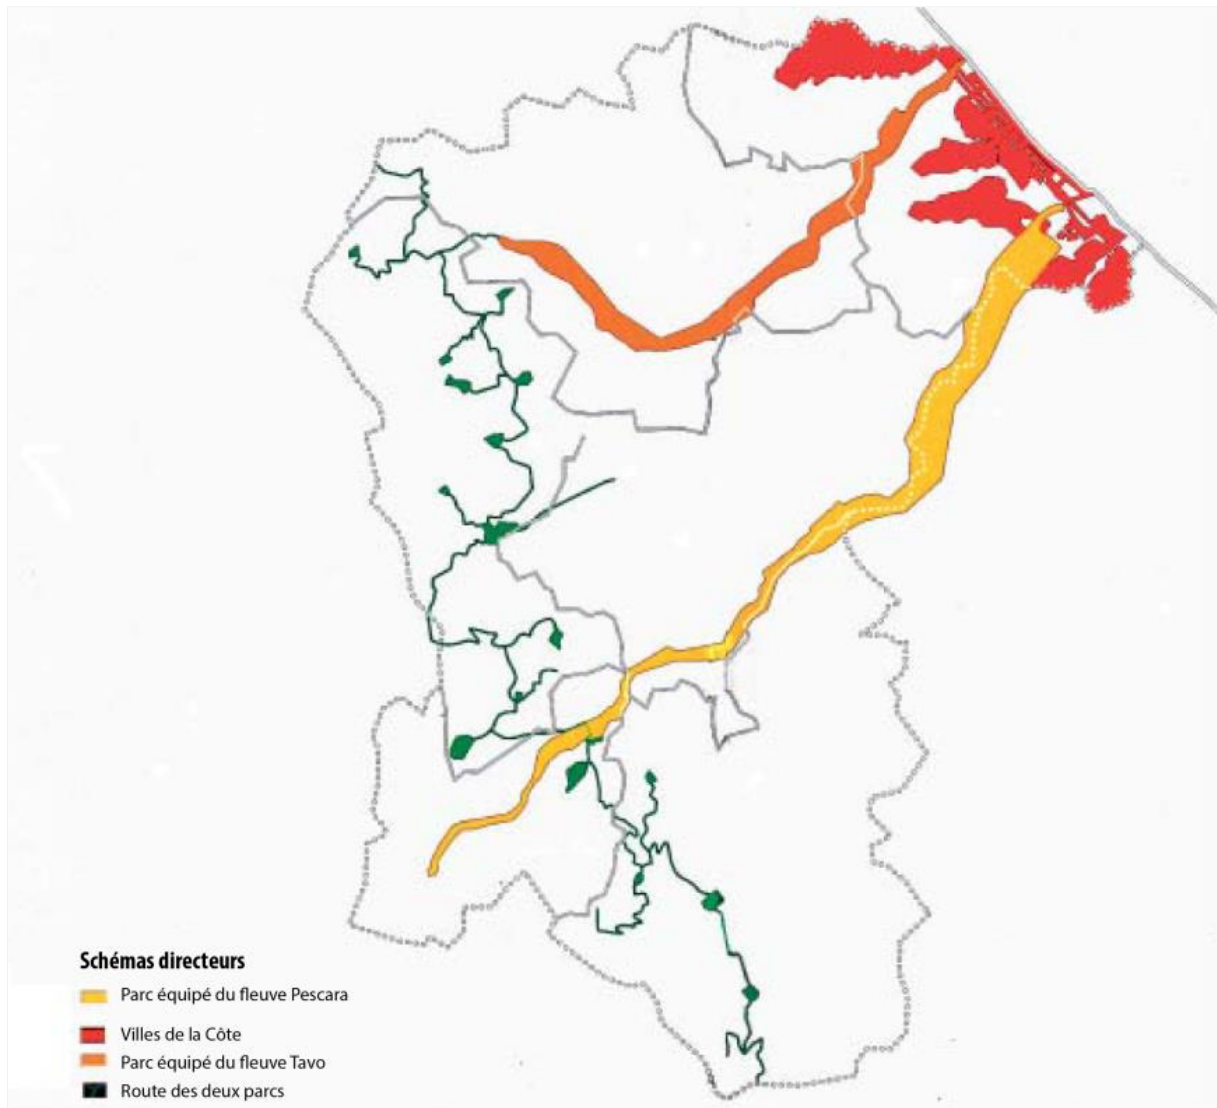 Schémas directeurs
Parc équipé du fleuve Pescara
Villes de la Côte
Parc équipé du fleuve Tavo
Route des deux parcs